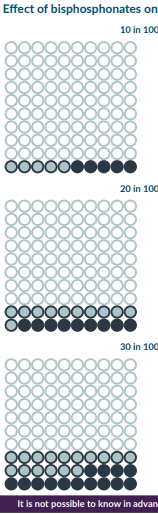 Effect of bisphosphonates on
10 in 100
20 in 100
30 in 100
It is not possible to know in advan